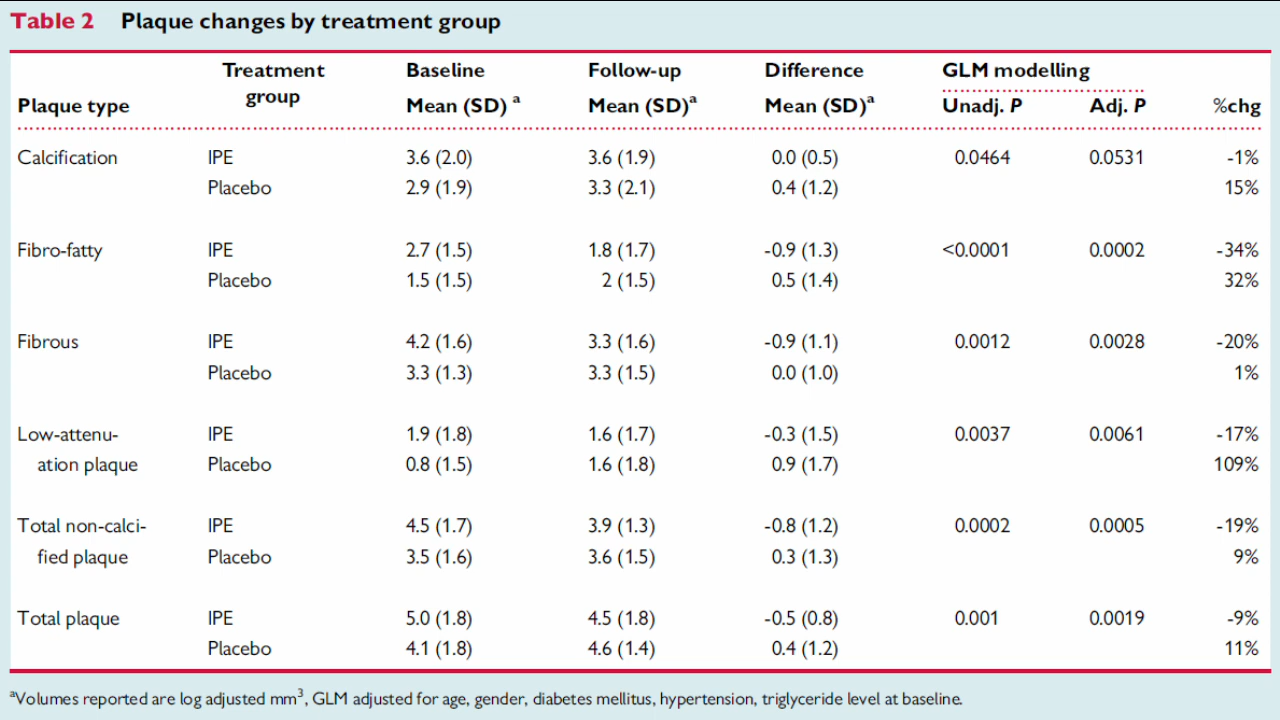 Table 2 Plaque changes by treatment group
Plaque type Treatment group Baseline Mean (SD) a Follow-up Mean (SD)a Difference Mean (SD)a GLM modelling Unadj. P Adj. P %chg
Calcification IPE 3.6 (2.0) 3.6 (1.9) 0.0 (0.5) 0.0464 0.0531 -1%
Placebo 2.9 (1.9) 3.3 (2.1) 0.4 (1.2) 15%
Fibro-fatty IPE 2.7 (1.5) 1.8 (1.7) -0.9 (1.3) <0.0001 0.0002 -34%
Placebo 1.5 (1.5) 2 (1.5) 0.5 (1.4) 32%
Fibrous IPE 4.2 (1.6) 3.3 (1.6) -0.9 (1.1) 0.0012 0.0028 -20%
Placebo 3.3 (1.3) 3.3 (1.5) 0.0 (1.0) 1%
Low-attenu- IPE 1.9 (1.8) 1.6 (1.7) -0.3 (1.5) 0.0037 0.0061 -17%
ation plaque Placebo 0.8 (1.5) 1.6 (1.8) 0.9 (1.7) 109%
Total non-calci- IPE 4.5 (1.7) 3.9 (1.3) -0.8 (1.2) 0.0002 0.0005 -19%
fied plaque Placebo 3.5 (1.6) 3.6 (1.5) 0.3 (1.3) 9%
Total plaque IPE 5.0 (1.8) 4.5 (1.8) -0.5 (0.8) 0.001 0.0019 -9%
Placebo 4.1 (1.8) 4.6 (1.4) 0.4 (1.2) 11%
aVolumes reported are log adjusted mm3, GLM adjusted for age, gender, diabetes mellitus, hypertension, triglyceride level at baseline.